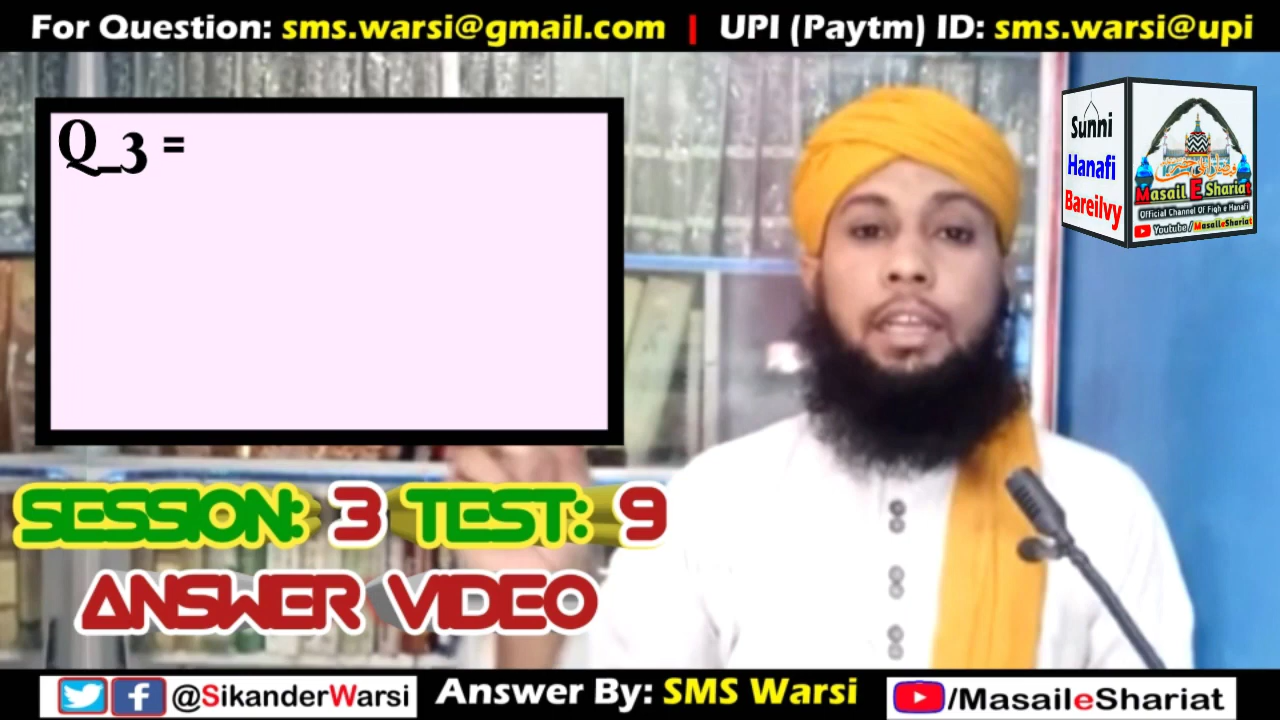 For Question: sms.warsi@gmail.com | UPI (Paytm) ID: sms.warsi@upi
Q_3 =
Sunni
Hanafi
Bareilvy
Masail E Shariat
Official Channel Of Fiqh e Hanafi
Youtube / MasaileShariat
SESSION: 3 TEST: 9
ANSWER VIDEO
@SikanderWarsi
Answer By: SMS Warsi
/MasaileShariat